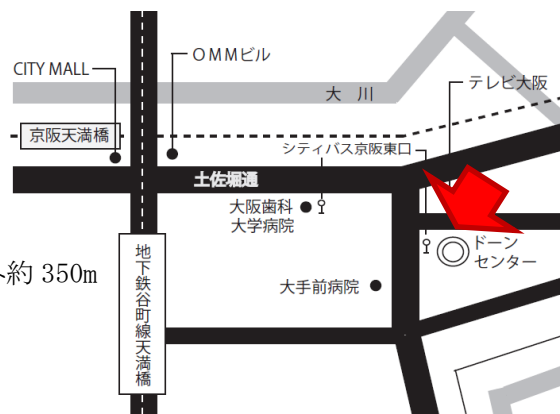 CITY MALL
OMMビル
大川
テレビ大阪
京阪天満橋
シティバス京阪東口
土佐堀通
大阪歯科
大学病院
ドーン
センター
地下鉄谷町線天満橋
約 350m
大手前病院